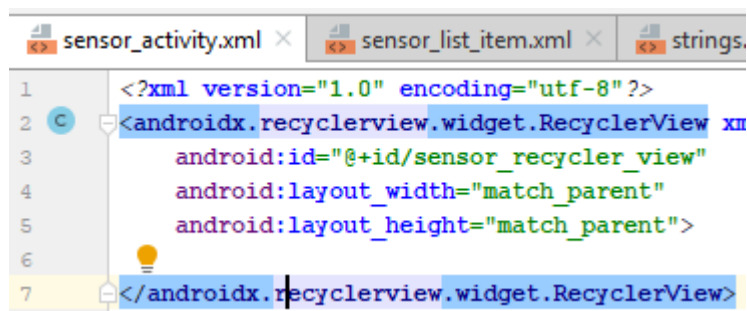 sensor_activity.xml sensor_list_item.xml strings.
1 <?xml version="1.0" encoding="utf-8"?>
2 C <androidx.recyclerview.widget.RecyclerView xm
3 android:id="@+id/sensor_recycler_view"
4 android:layout_width="match_parent"
5 android:layout_height="match_parent">
6
7 </androidx.recyclerview.widget.RecyclerView>